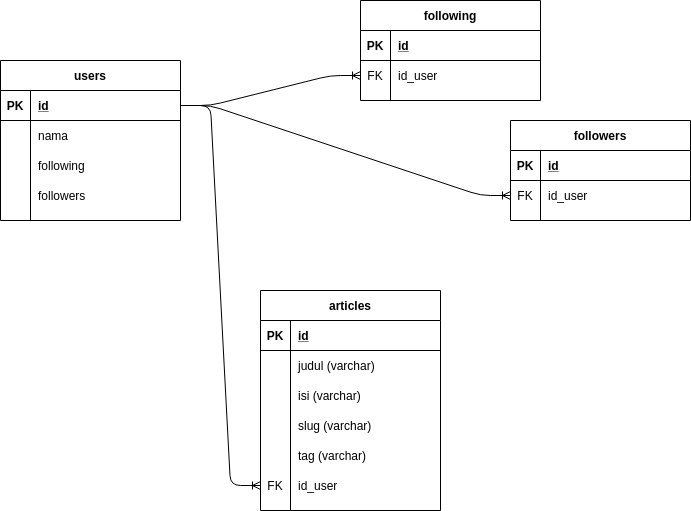 users
PK id
nama
following
followers
following
PK id
FK id_user
followers
PK id
FK id_user
articles
PK id
judul (varchar)
isi (varchar)
slug (varchar)
tag (varchar)
FK id_user